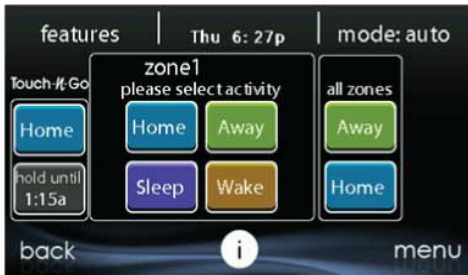 features
Thu 6:27p
mode: auto
Touch-N-Go
Home
hold until
1:15a
zone1
please select activity
Home Away
Sleep Wake
all zones
Away
Home
back
i
menu